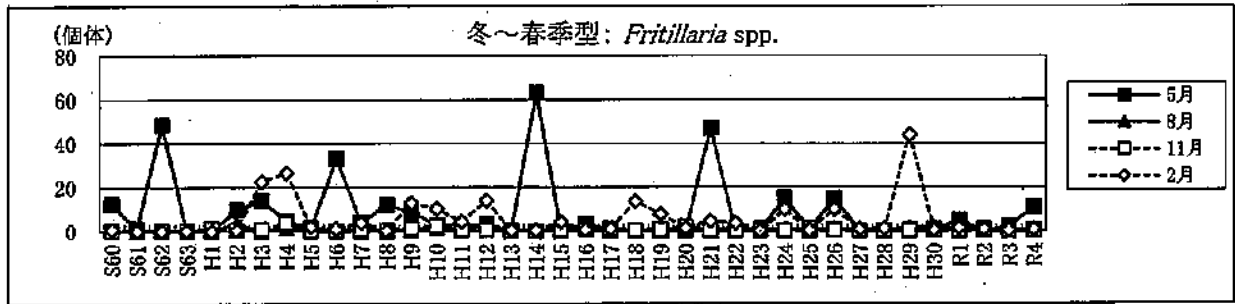 冬～春季型: Fritillaria spp.
(個体)
80
60
40
20
0
S60 S61 S62 S63 H1 H2 H3 H4 H5 H6 H7 H8 H9 H10 H11 H12 H13 H14 H15 H16 H17 H18 H19 H20 H21 H22 H23 H24 H25 H26 H27 H28 H29 H30 R1 R2 R3 R4
5月
8月
11月
2月